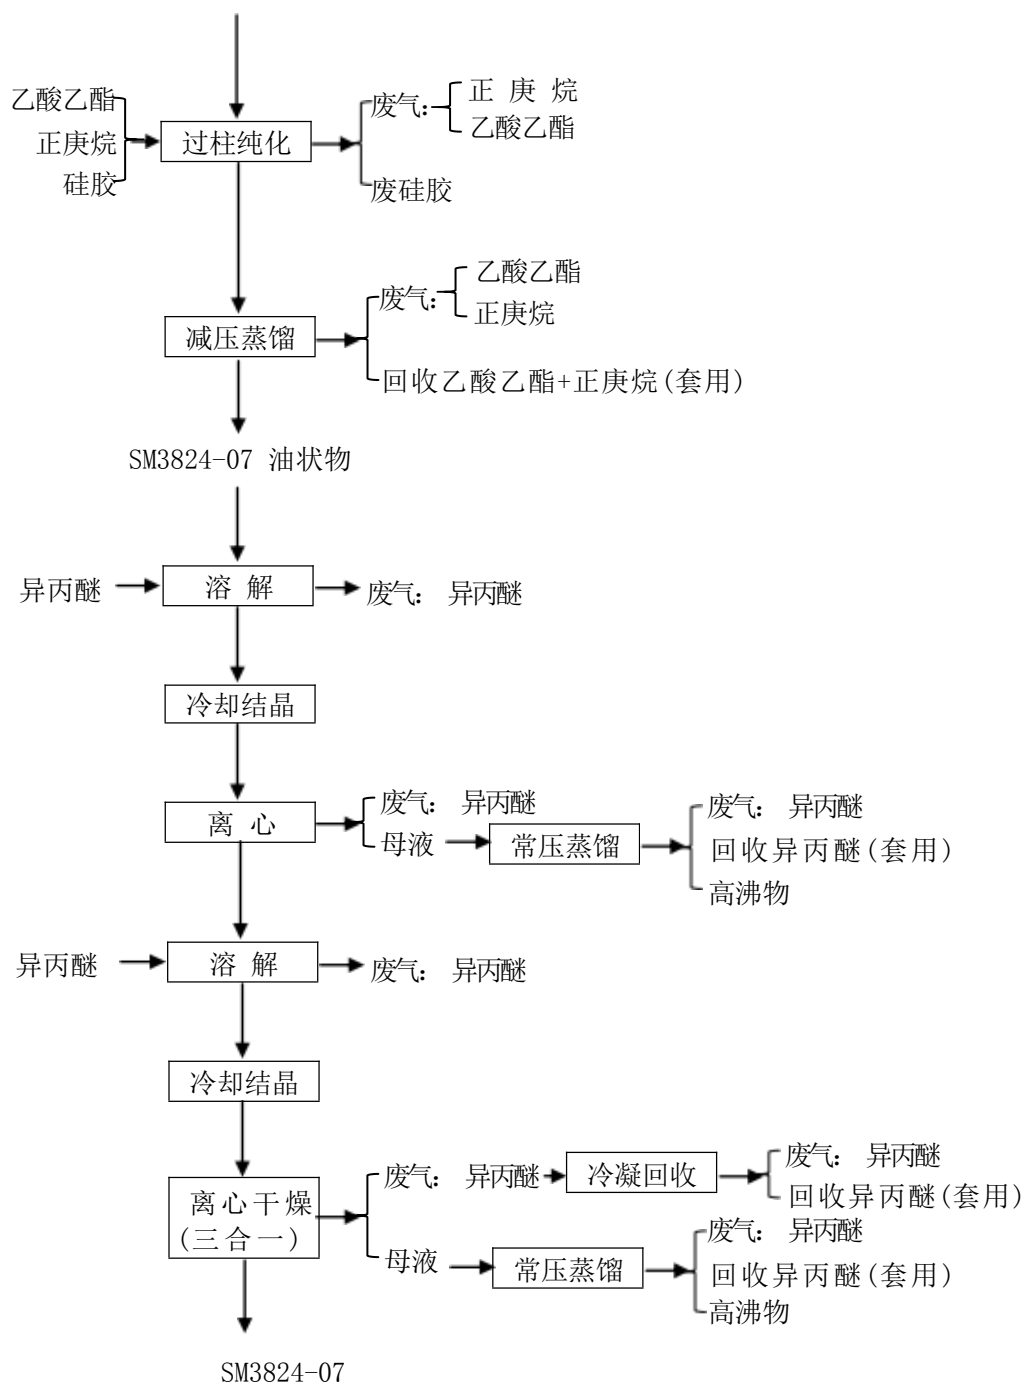 乙酸乙酯
正庚烷
硅胶
过柱纯化
废气:
正 庚 烷
乙酸乙酯
废硅胶
减压蒸馏
废气:
乙酸乙酯
正庚烷
回收乙酸乙酯+正庚烷(套用)
SM3824-07 油状物
异丙醚
溶 解
废气: 异丙醚
冷却结晶
离 心
废气: 异丙醚
母液
常压蒸馏
废气: 异丙醚
回收异丙醚(套用)
高沸物
异丙醚
溶 解
废气: 异丙醚
冷却结晶
离心干燥
(三合一)
废气: 异丙醚
冷凝回收
废气: 异丙醚
回收异丙醚(套用)
母液
常压蒸馏
废气: 异丙醚
回收异丙醚(套用)
高沸物
SM3824-07